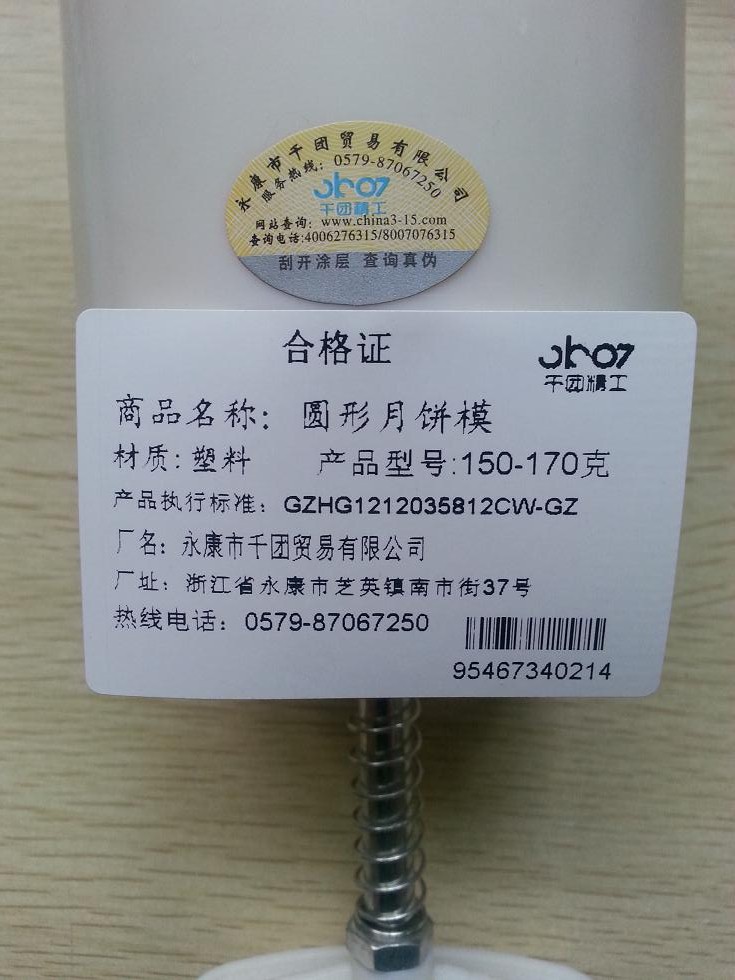 永康市千团贸易有限公司
服务热线：0579-87067250
千团精工
网站查询：www.china3-15.com
查询电话:4006276315/8007076315
刮开涂层 查询真伪
合格证
千团精工
商品名称：圆形月饼模
材质：塑料 产品型号:150-170克
产品执行标准：GZHG1212035812CW-GZ
厂名：永康市千团贸易有限公司
厂址：浙江省永康市芝英镇南市街37号
热线电话：0579-87067250
95467340214